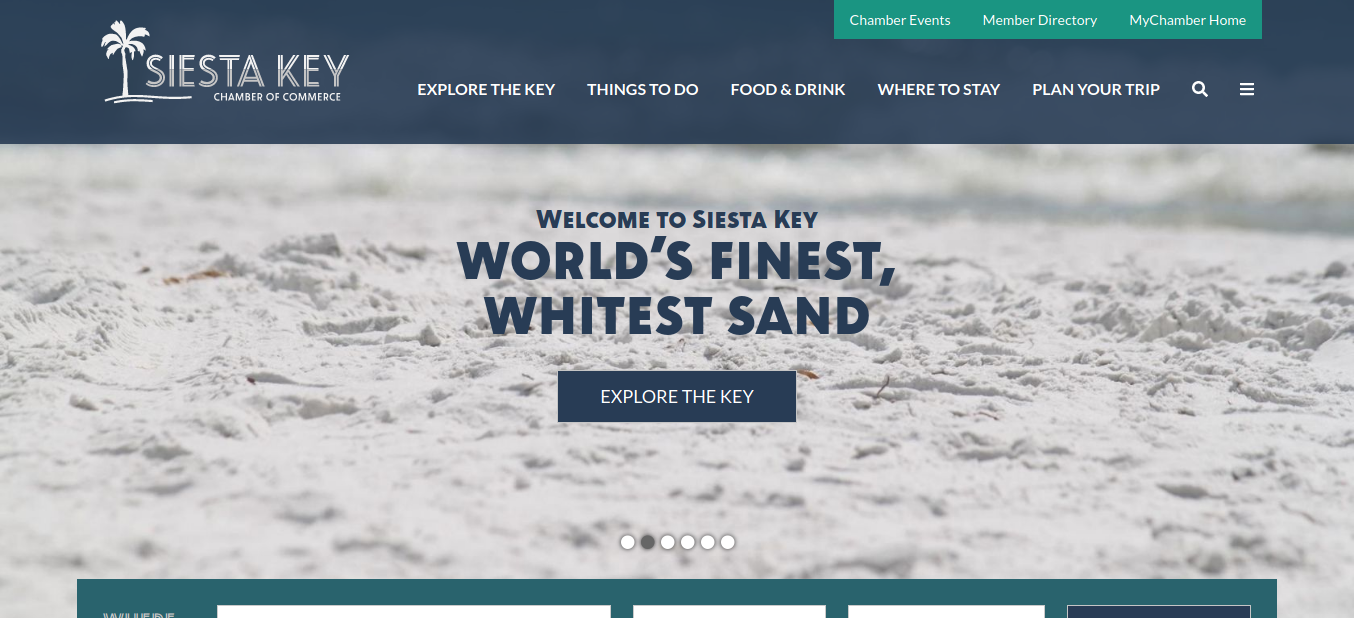 Chamber Events Member Directory MyChamber Home
SIESTA KEY
CHAMBER OF COMMERCE
EXPLORE THE KEY THINGS TO DO FOOD & DRINK WHERE TO STAY PLAN YOUR TRIP
Welcome to Siesta Key
WORLD'S FINEST,
WHITEST SAND
EXPLORE THE KEY